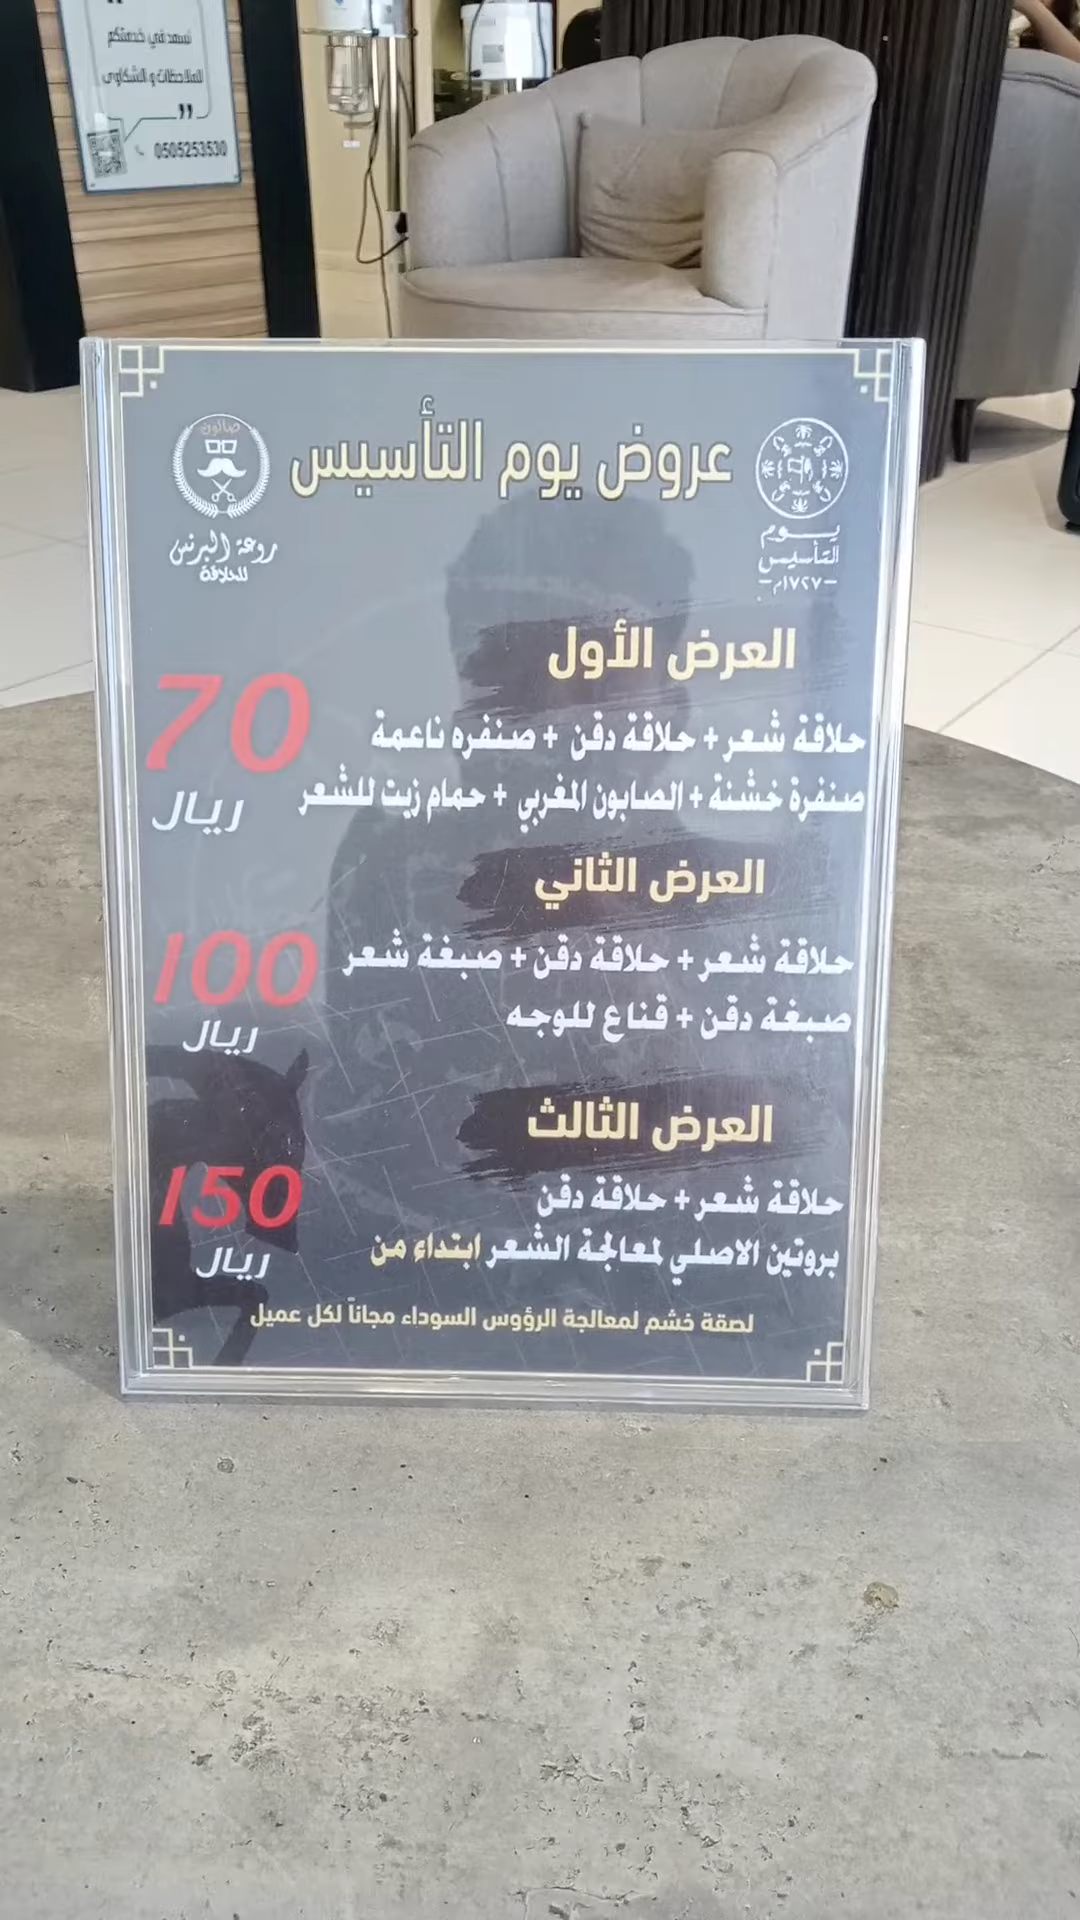 نسعد في خدمتكم
للملاحظات و الشكاوى
0505253530
عروض يوم التأسيس
صالون
روعة البرنس
للحلاقة
يـــوم
التأسيس
١٧٢٧م
العرض الأول
حلاقة شعر + حلاقة دقن + صنفره ناعمة
صنفرة خشنة + الصابون المغربي + حمام زيت للشعر
70
ريال
العرض الثاني
حلاقة شعر + حلاقة دقن + صبغة شعر
صبغة دقن + قناع للوجه
100
ريال
العرض الثالث
حلاقة شعر + حلاقة دقن
بروتين الاصلي لمعالجة الشعر ابتداء من
150
ريال
لصقة خشم لمعالجة الرؤوس السوداء مجاناً لكل عميل